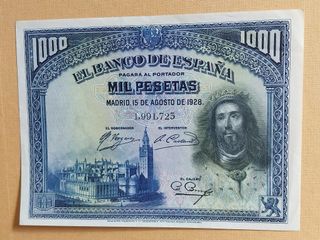 1000 1000
EL BANCO DE ESPAÑA
PAGARÁ AL PORTADOR
MIL PESETAS
MADRID, 15 DE AGOSTO DE 1928.
1,991,725
EL GOBERNADOR EL INTERVENTOR
EL CAJERO